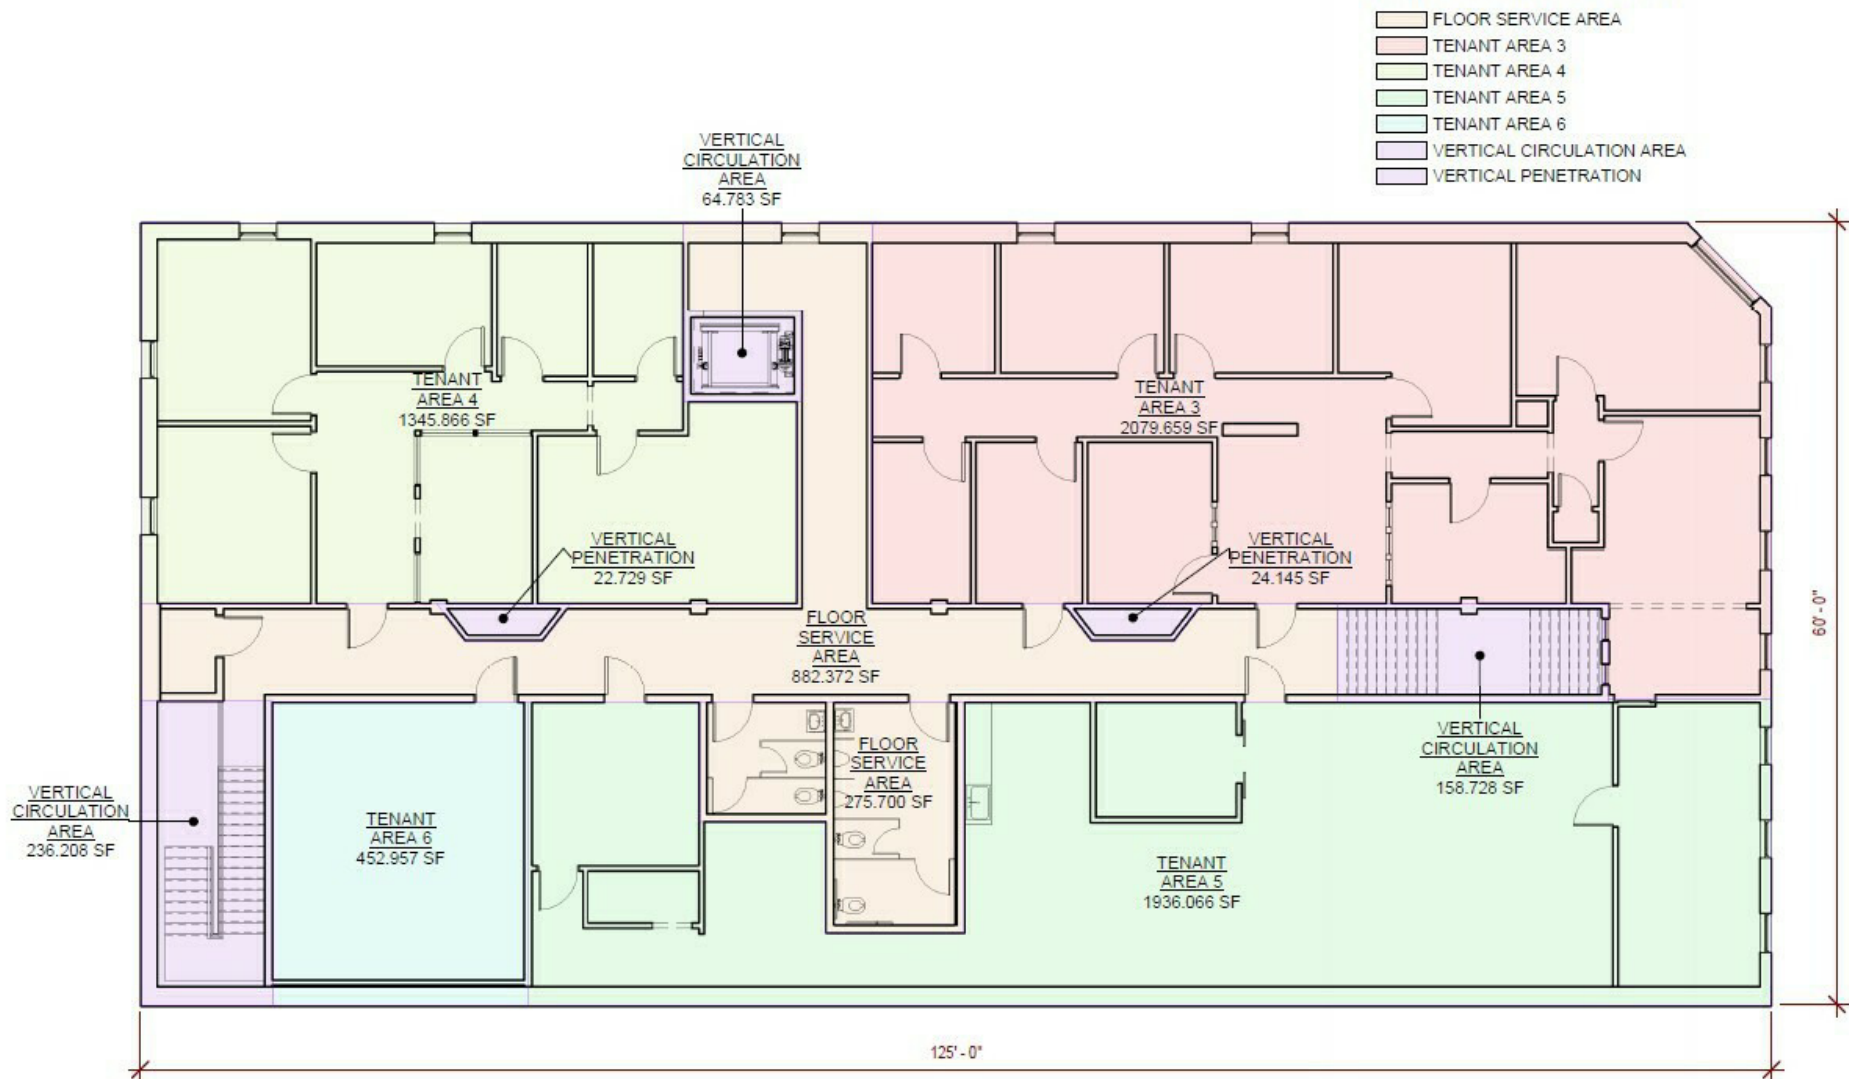 FLOOR SERVICE AREA
TENANT AREA 3
TENANT AREA 4
TENANT AREA 5
TENANT AREA 6
VERTICAL CIRCULATION AREA
VERTICAL PENETRATION
VERTICAL
CIRCULATION
AREA
64.783 SF
TENANT
AREA 4
1345.866 SF
TENANT
AREA 3
2079.659 SF
VERTICAL
PENETRATION
22.729 SF
VERTICAL
PENETRATION
24.145 SF
60' - 0"
FLOOR
SERVICE
AREA
882.372 SF
VERTICAL
CIRCULATION
AREA
158.728 SF
FLOOR
SERVICE
AREA
275.700 SF
VERTICAL
CIRCULATION
AREA
236.208 SF
TENANT
AREA 6
452.957 SF
TENANT
AREA 5
1936.066 SF
125' - 0"